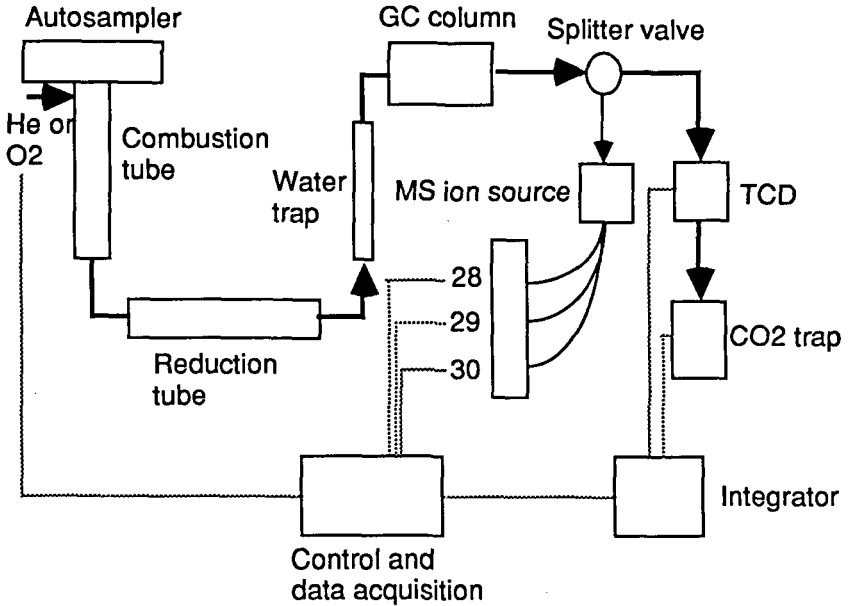 Autosampler
GC column
Splitter valve
He or
O2
Combustion
tube
Water
trap
MS ion source
TCD
28
29
30
CO2 trap
Reduction
tube
Integrator
Control and
data acquisition